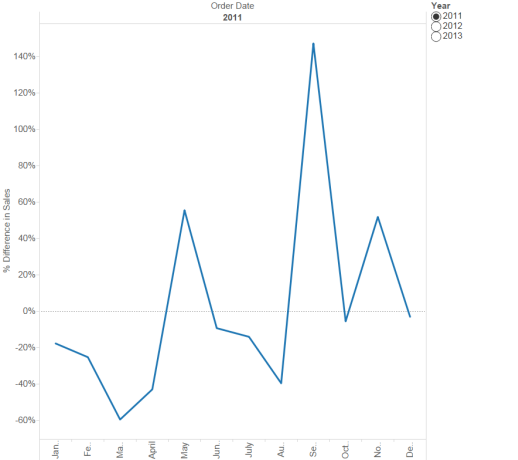 Order Date
2011
Year
2011
2012
2013
% Difference in Sales
140%
120%
100%
80%
60%
40%
20%
0%
-20%
-40%
-60%
Jan..
Fe..
Ma..
April
May
Jun..
July
Au..
Se..
Oct..
No..
De..